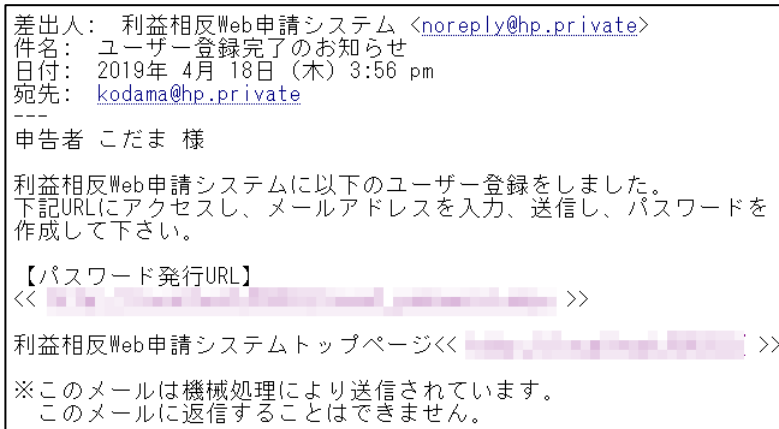 差出人： 利益相反Web申請システム <noreply@hp.private>
件名： ユーザー登録完了のお知らせ
日付： 2019年 4月 18日 (木) 3:56 pm
宛先： kodama@hp.private
---
申告者 こだま 様
利益相反Web申請システムに以下のユーザー登録をしました。
下記URLにアクセスし、メールアドレスを入力、送信し、パスワードを
作成して下さい。
【パスワード発行URL】
<< >>
利益相反Web申請システムトップページ<< >>
※このメールは機械処理により送信されています。
このメールに返信することはできません。